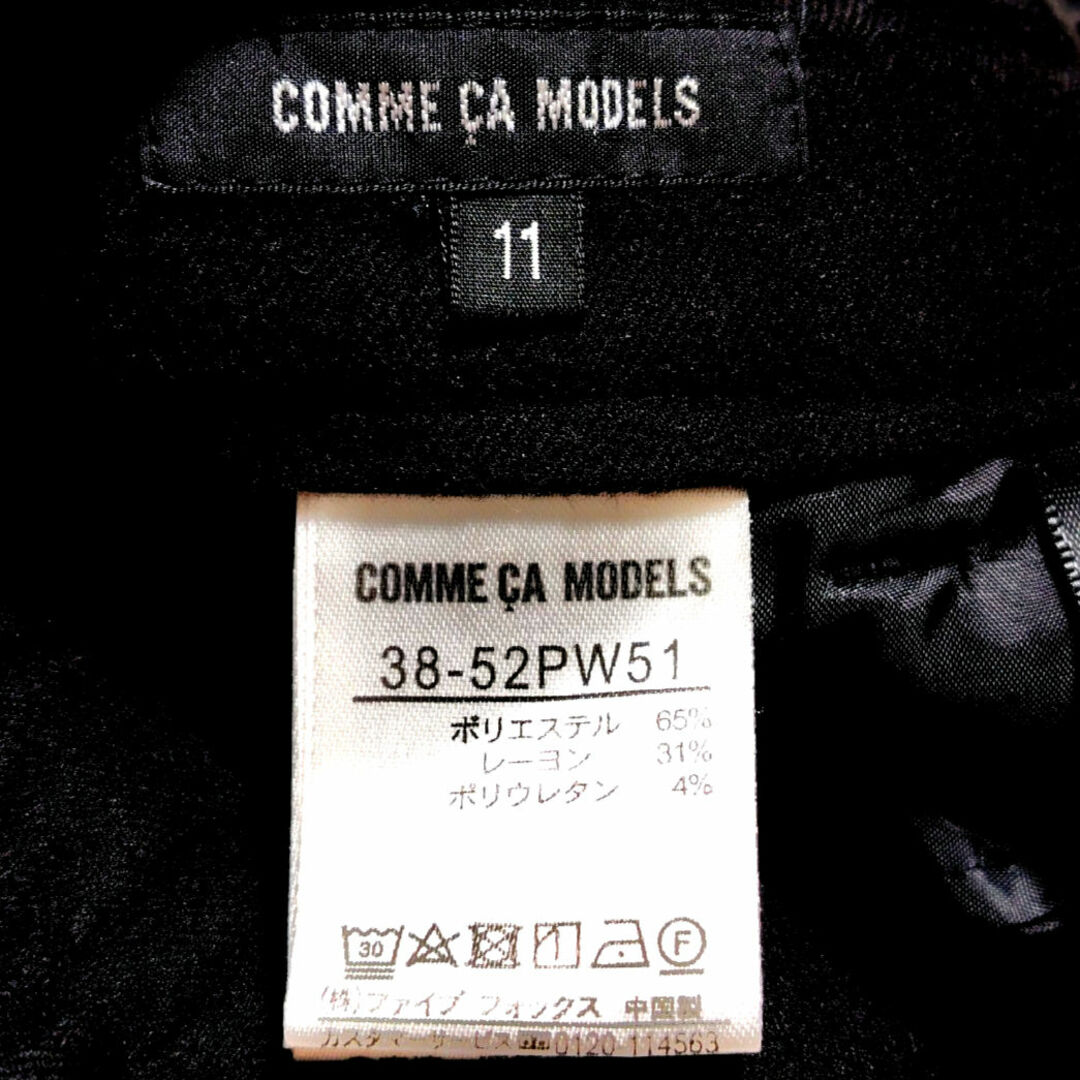 COMME ÇA MODELS
11
COMME ÇA MODELS
38-52PW51
ポリエステル 65%
レーヨン 31%
ポリウレタン 4%
30 F
(株)ファイブ フォックス 中国製
カスタマーサービス 0120-114563